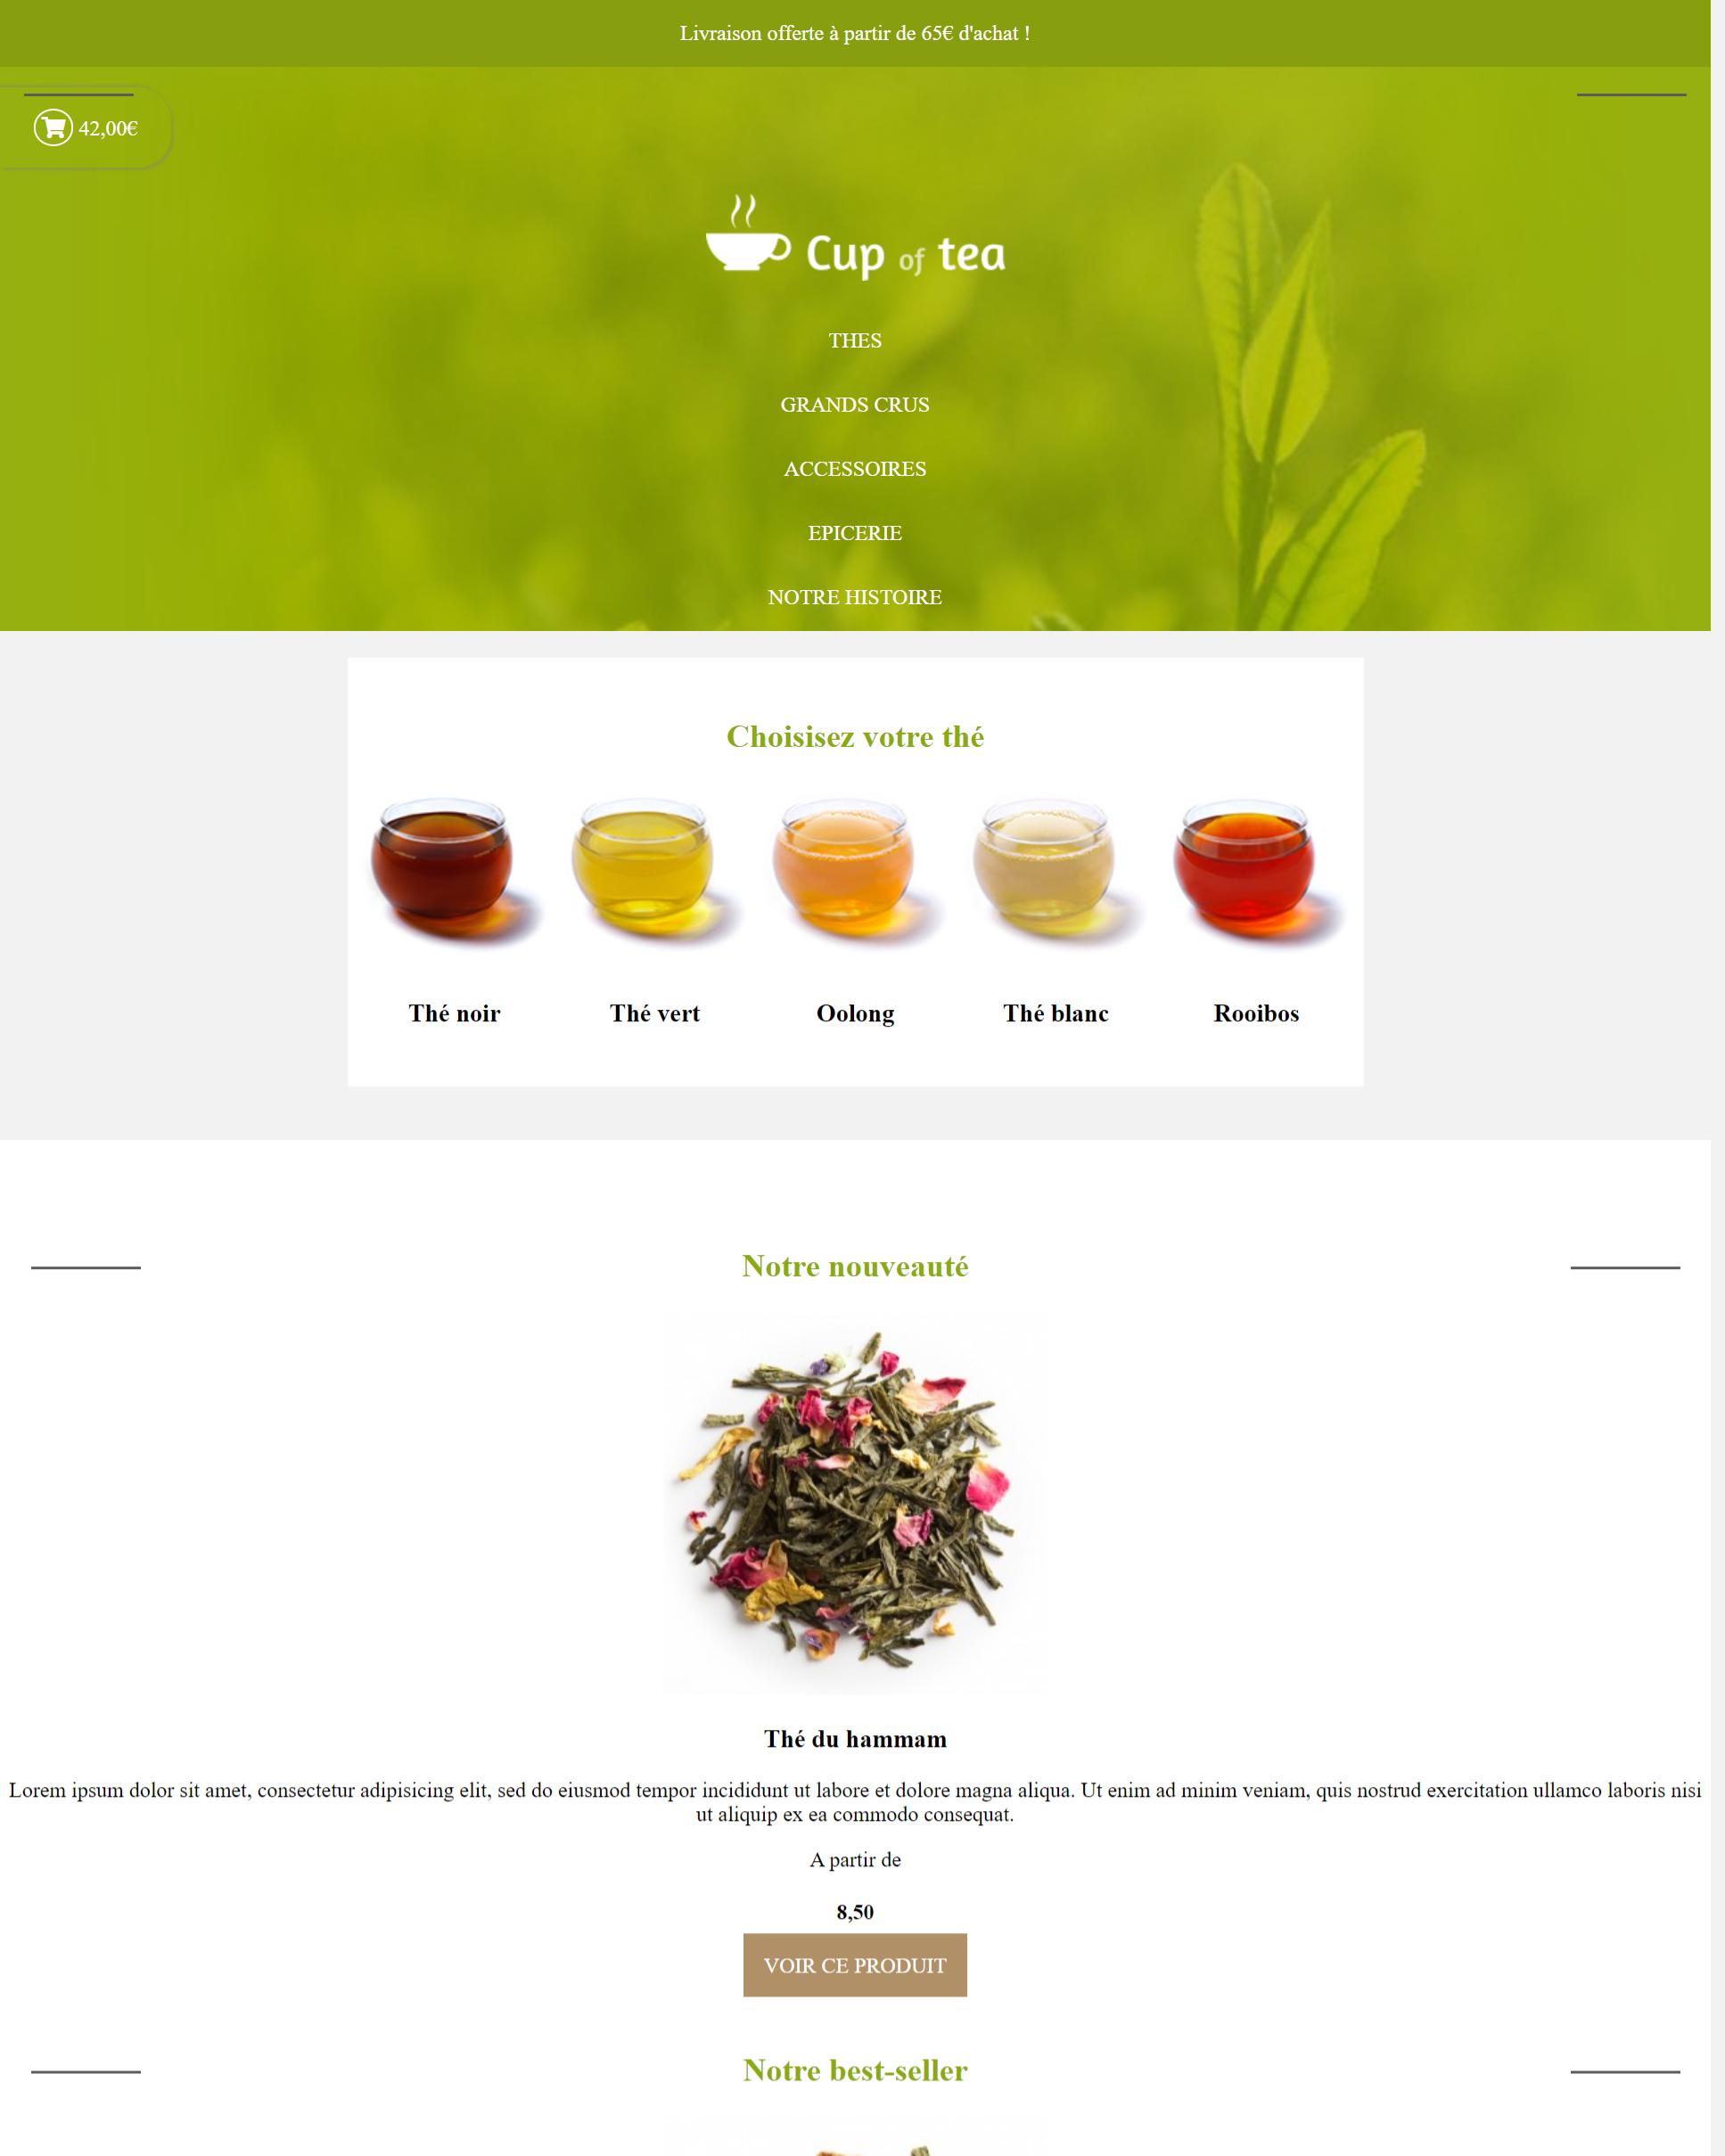 Livraison offerte à partir de 65€ d'achat !
42,00€
Cup of tea
THES
GRANDS CRUS
ACCESSOIRES
EPICERIE
NOTRE HISTOIRE
Choisisez votre thé
Thé noir
Thé vert
Oolong
Thé blanc
Rooibos
Notre nouveauté
Thé du hammam
Lorem ipsum dolor sit amet, consectetur adipisicing elit, sed do eiusmod tempor incididunt ut labore et dolore magna aliqua. Ut enim ad minim veniam, quis nostrud exercitation ullamco laboris nisi
ut aliquip ex ea commodo consequat.
A partir de
8,50
VOIR CE PRODUIT
Notre best-seller